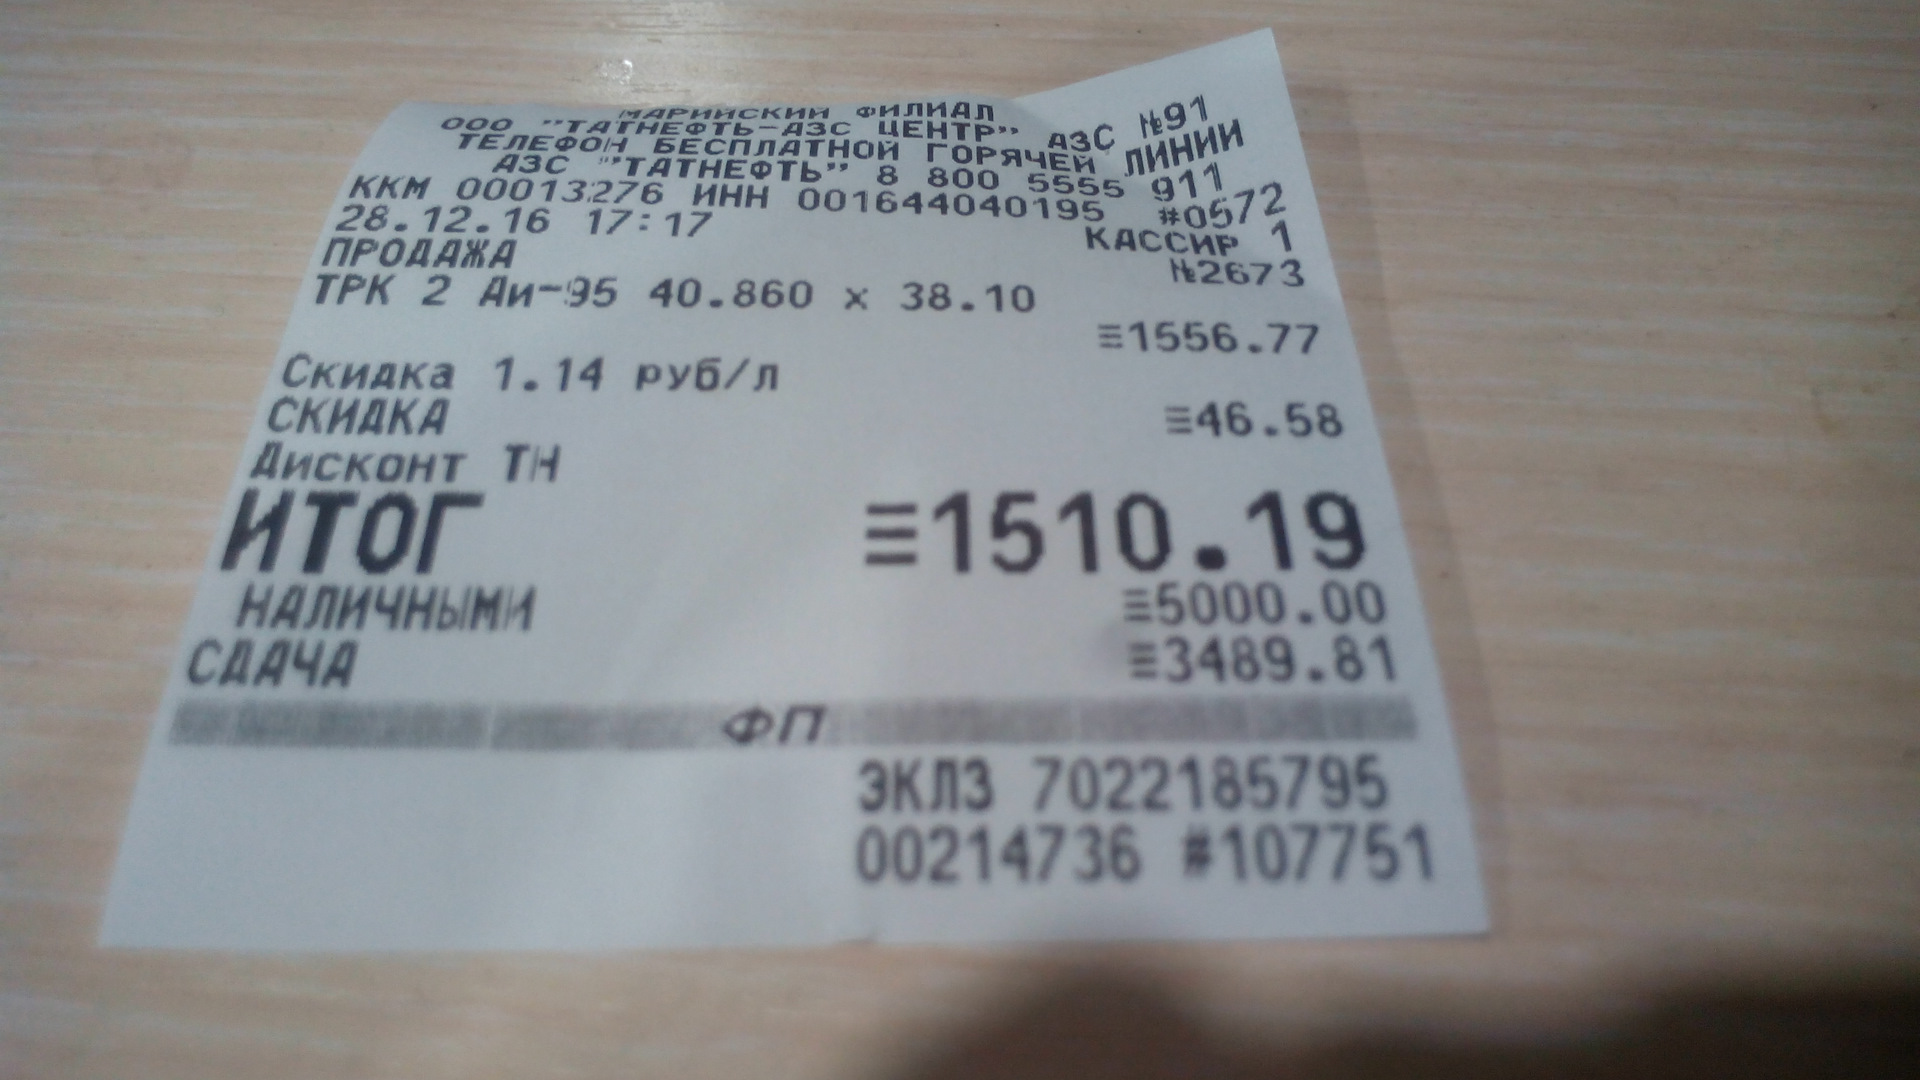 МАРИЙСКИЙ ФИЛИАЛ
ООО "ТАТНЕФТЬ-АЗС ЦЕНТР" АЗС №91
ТЕЛЕФОН БЕСПЛАТНОЙ ГОРЯЧЕЙ ЛИНИИ
АЗС "ТАТНЕФТЬ" 8 800 5555 911
ККМ 00013276 ИНН 001644040195 #0572
28.12.16 17:17 КАССИР 1
ПРОДАЖА №2673
ТРК 2 Аи-95 40.860 x 38.10
≡1556.77
Скидка 1.14 руб/л
СКИДКА ≡46.58
Дисконт ТН
ИТОГ ≡1510.19
НАЛИЧНЫМИ ≡5000.00
СДАЧА ≡3489.81
ФП
ЭКЛЗ 7022185795
00214736 #107751